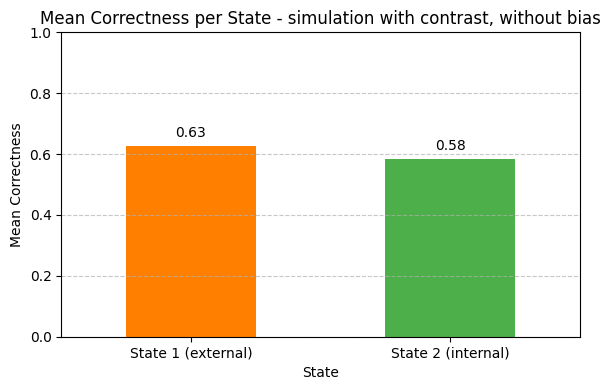 Mean Correctness per State - simulation with contrast, without bias
1.0
0.8
0.6
0.4
0.2
0.0
Mean Correctness
0.63
0.58
State 1 (external)
State 2 (internal)
State